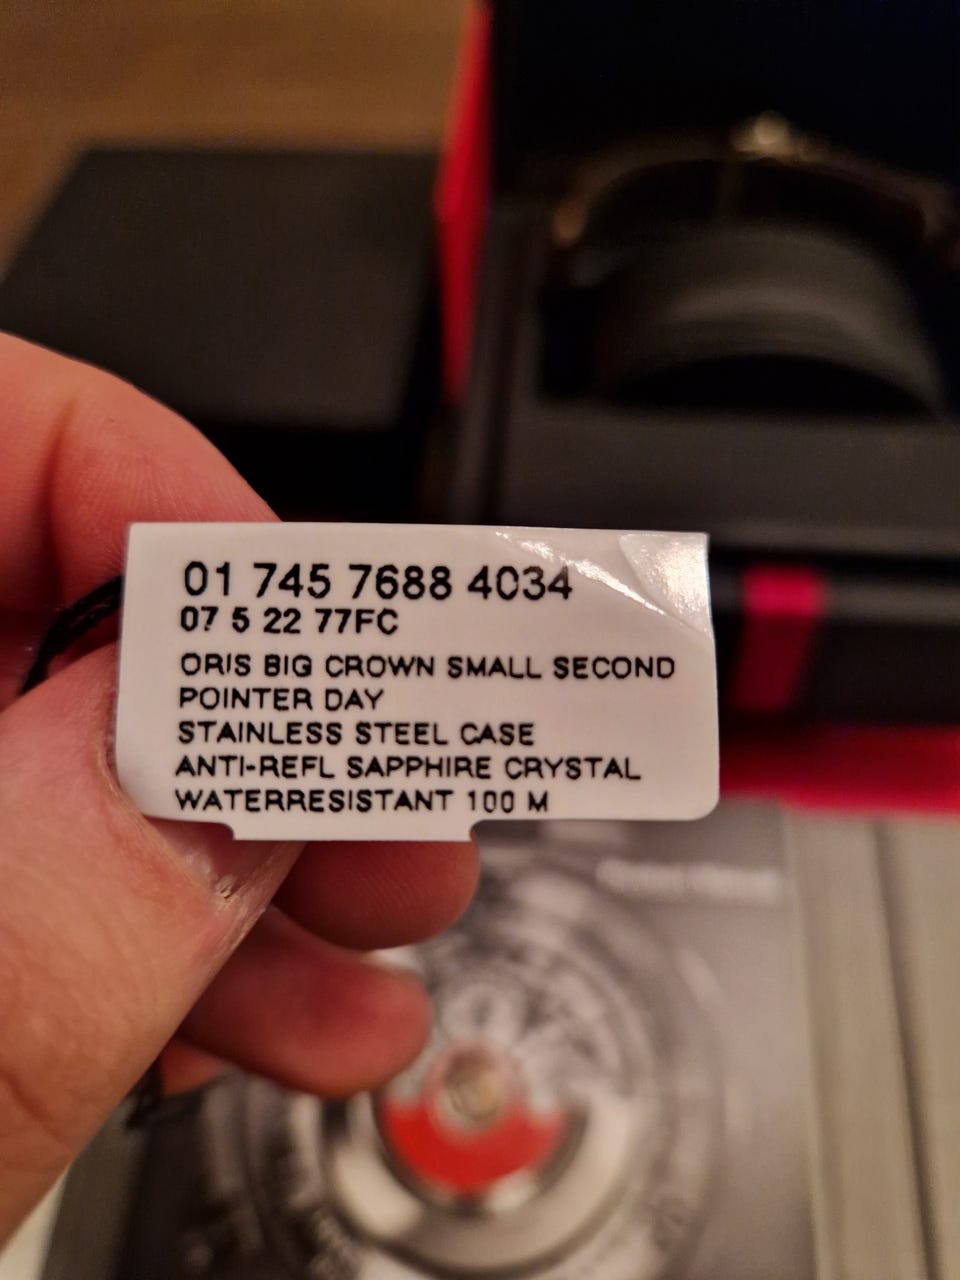 01 745 7688 4034
07 5 22 77FC
ORIS BIG CROWN SMALL SECOND
POINTER DAY
STAINLESS STEEL CASE
ANTI-REFL SAPPHIRE CRYSTAL
WATERRESISTANT 100 M